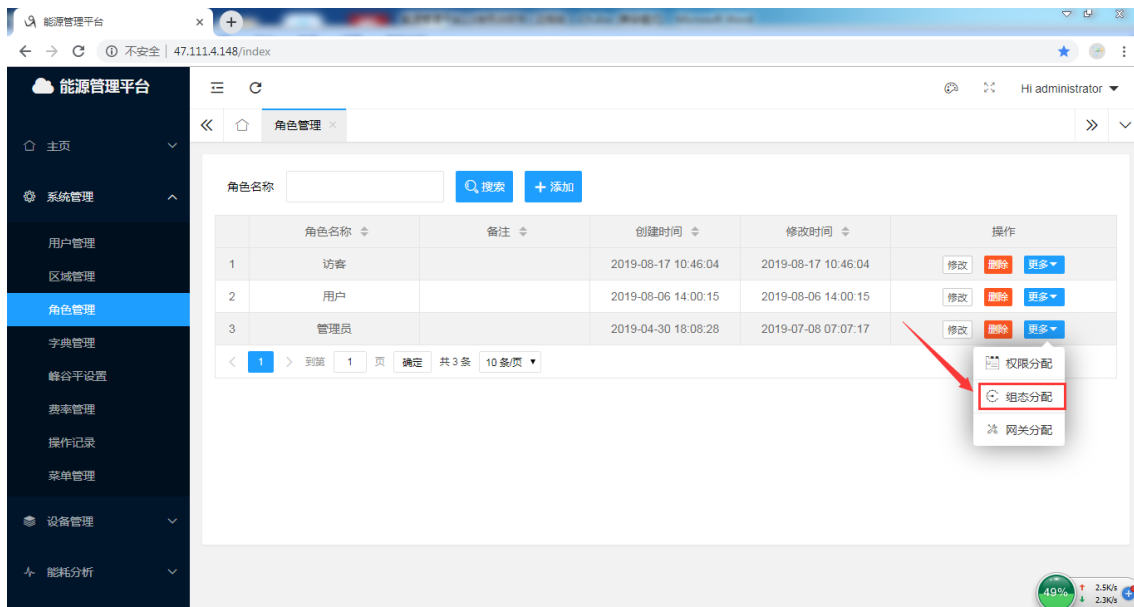 能源管理平台
不安全 | 47.111.4.148/index
能源管理平台
Hi administrator
角色管理
主页
系统管理
用户管理
区域管理
角色管理
字典管理
峰谷平设置
费率管理
操作记录
菜单管理
设备管理
能耗分析
角色名称 搜索 添加
角色名称 备注 创建时间 修改时间 操作
1 访客 2019-08-17 10:46:04 2019-08-17 10:46:04 修改 删除 更多
2 用户 2019-08-06 14:00:15 2019-08-06 14:00:15 修改 删除 更多
3 管理员 2019-04-30 18:08:28 2019-07-08 07:07:17 修改 删除 更多
1 到第 1 页 确定 共 3 条 10 条/页
权限分配
组态分配
网关分配
49% 2.5K/s
2.3K/s